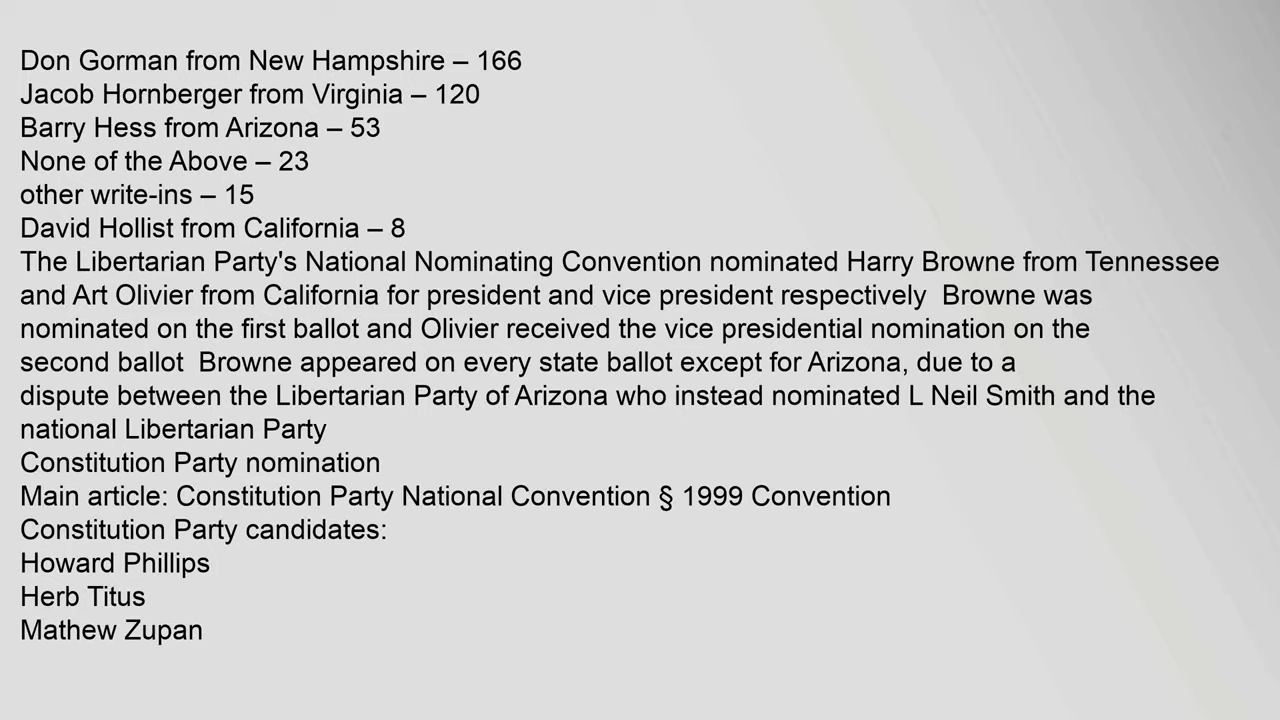 Don Gorman from New Hampshire – 166
Jacob Hornberger from Virginia – 120
Barry Hess from Arizona – 53
None of the Above – 23
other write-ins – 15
David Hollist from California – 8
The Libertarian Party's National Nominating Convention nominated Harry Browne from Tennessee
and Art Olivier from California for president and vice president respectively  Browne was
nominated on the first ballot and Olivier received the vice presidential nomination on the
second ballot  Browne appeared on every state ballot except for Arizona, due to a
dispute between the Libertarian Party of Arizona who instead nominated L Neil Smith and the
national Libertarian Party
Constitution Party nomination
Main article: Constitution Party National Convention § 1999 Convention
Constitution Party candidates:
Howard Phillips
Herb Titus
Mathew Zupan